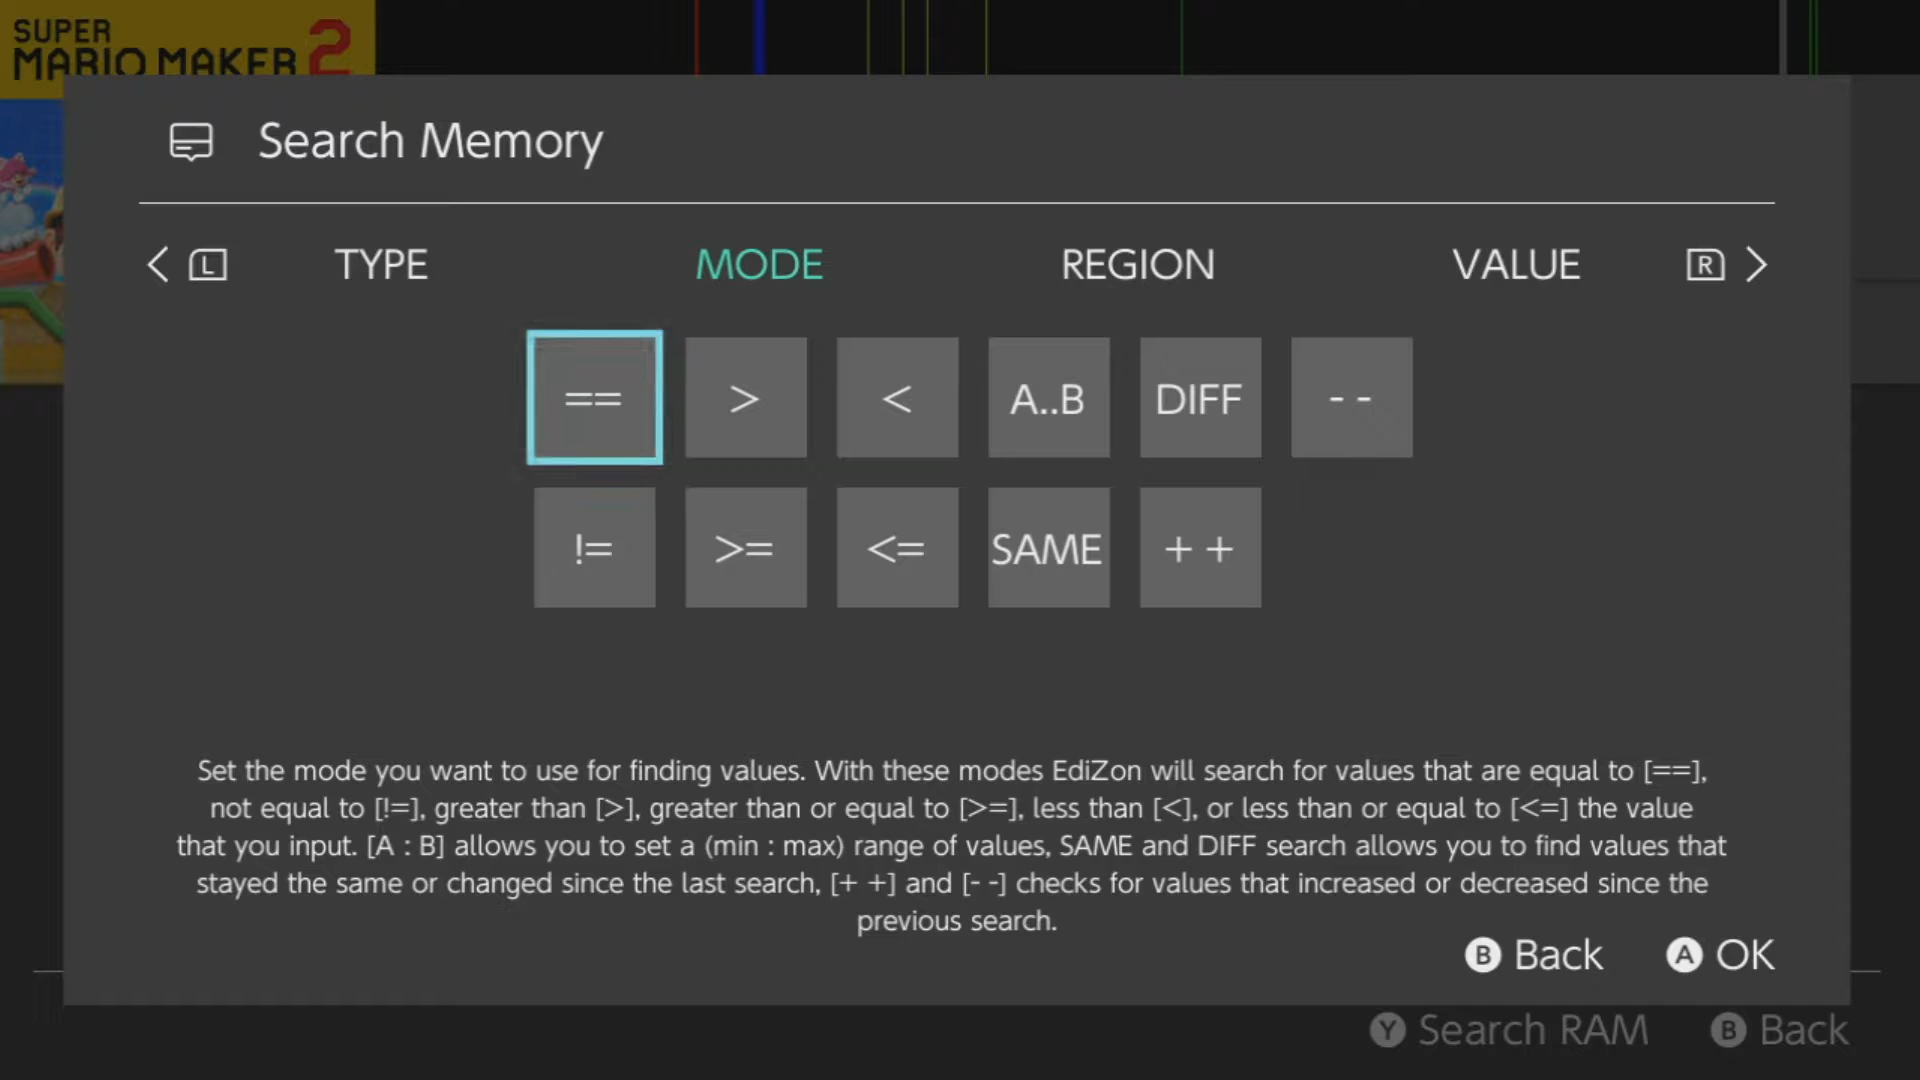 SUPER
MARIO MAKER 2
Search Memory
L TYPE MODE REGION VALUE R
== > < A..B DIFF - -
!= >= <= SAME + +
Set the mode you want to use for finding values. With these modes EdiZon will search for values that are equal to [==],
not equal to [!=], greater than [>], greater than or equal to [>=], less than [<], or less than or equal to [<=] the value
that you input. [A : B] allows you to set a (min : max) range of values, SAME and DIFF search allows you to find values that
stayed the same or changed since the last search, [+ +] and [- -] checks for values that increased or decreased since the
previous search.
B Back A OK
Y Search RAM B Back